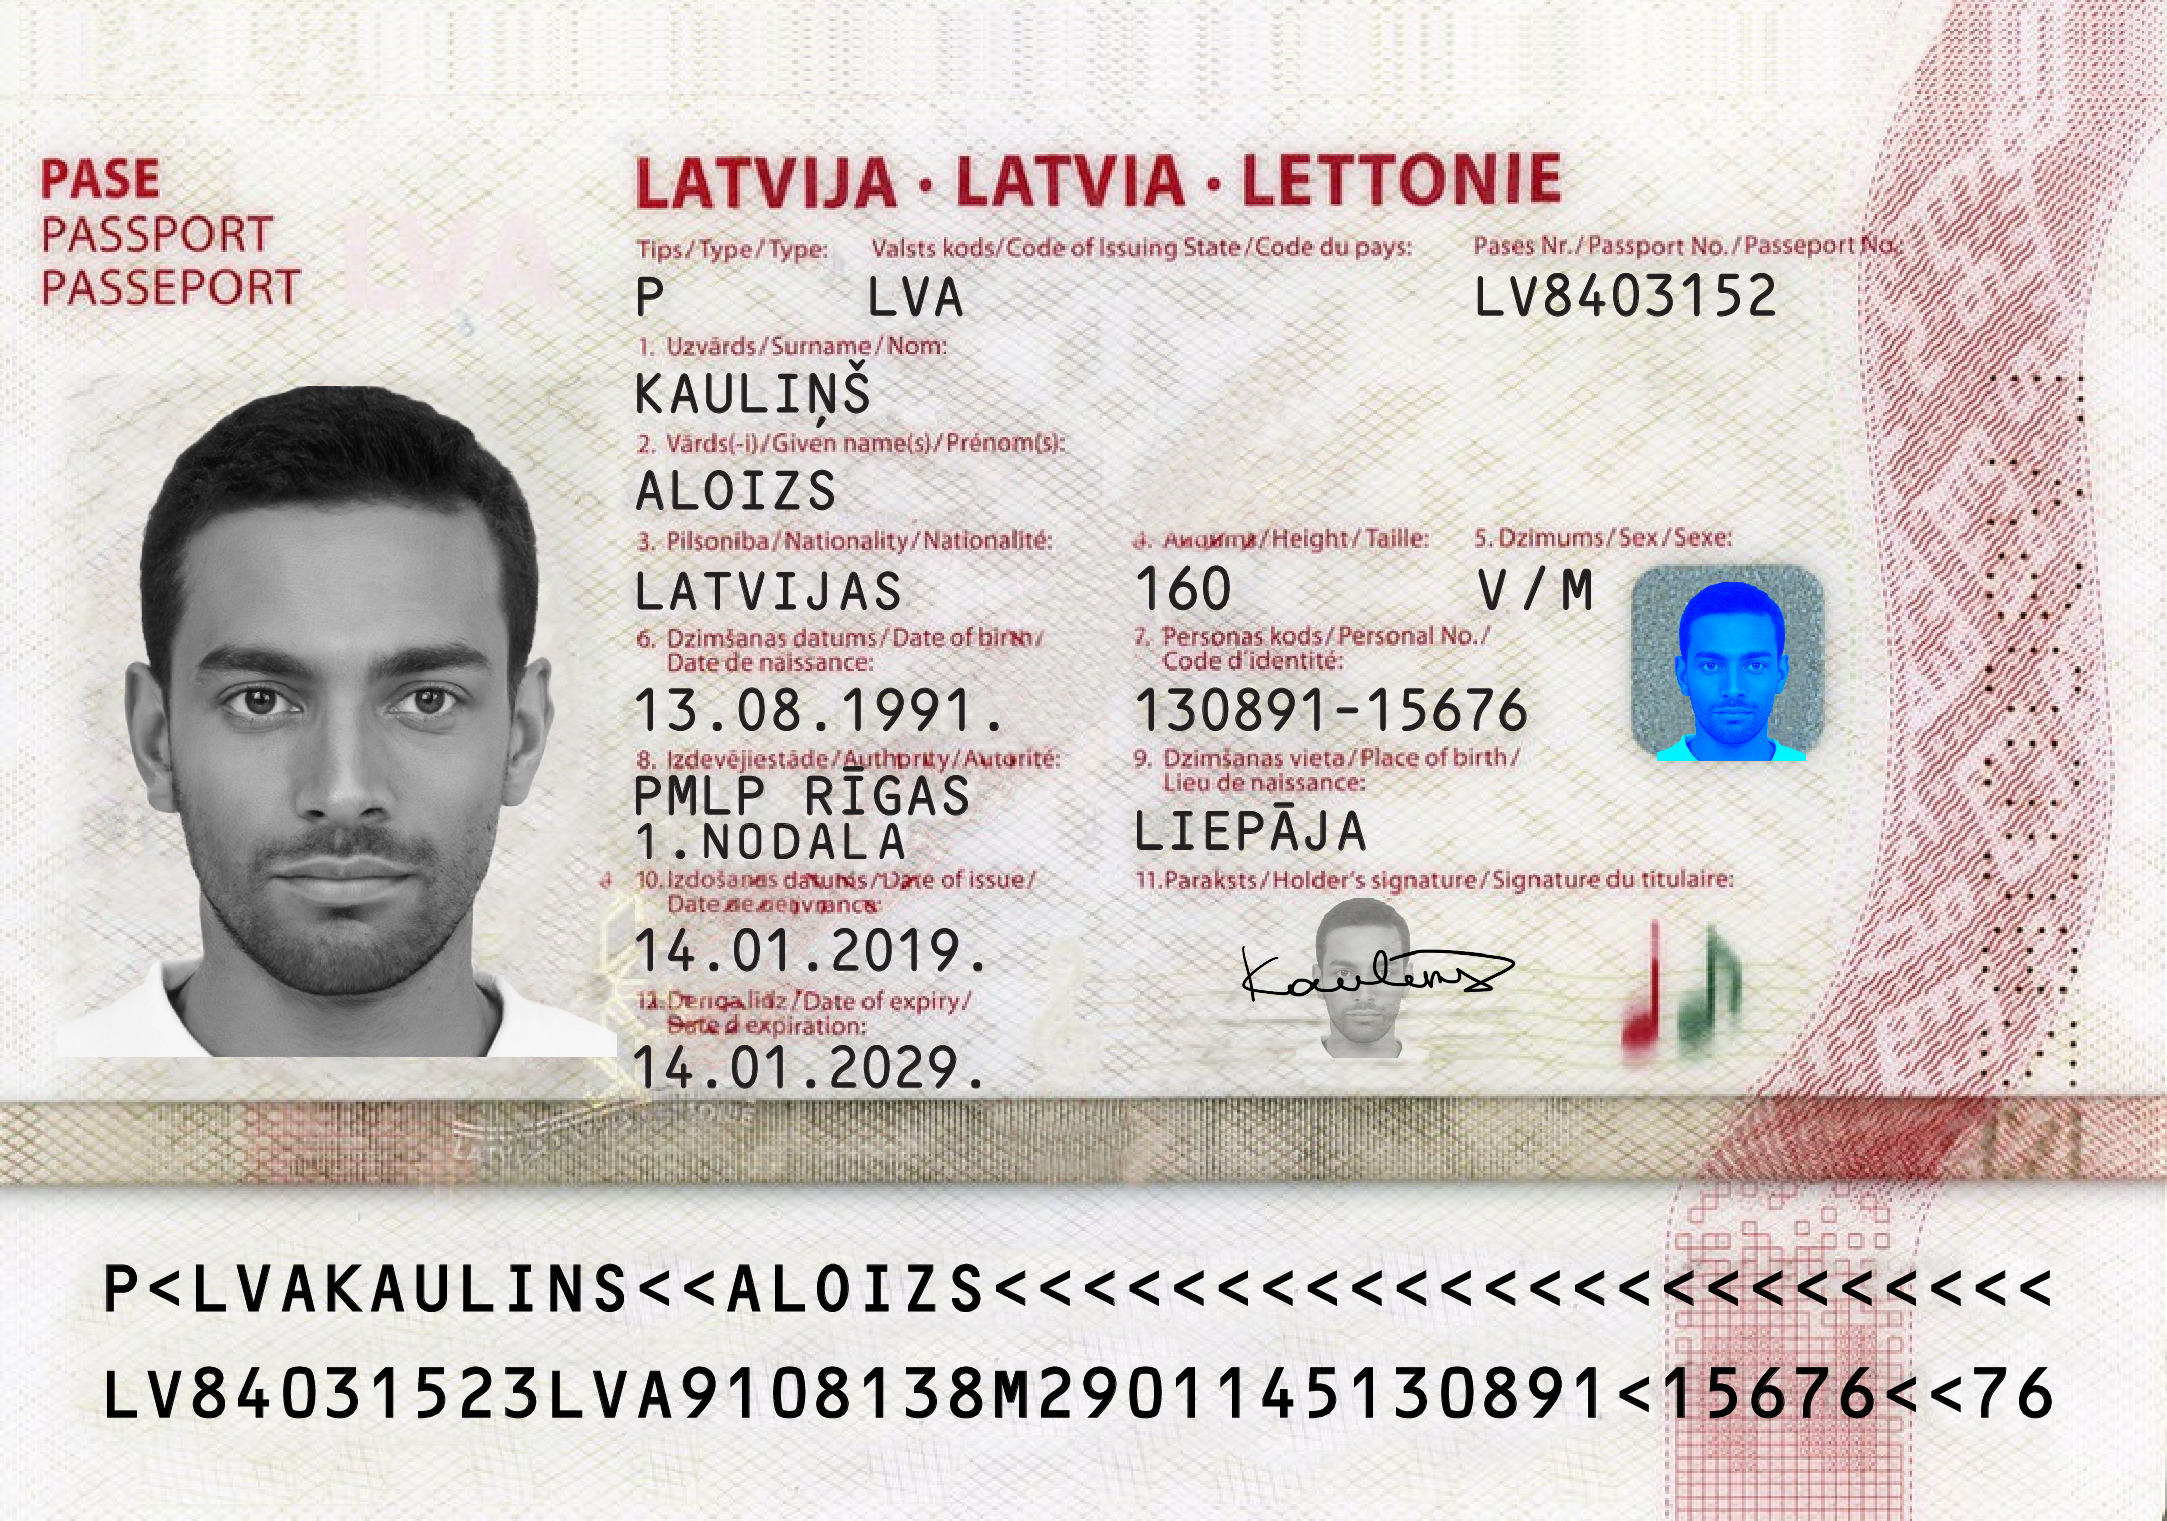 PASE
PASSPORT
PASSEPORT
LVA
LATVIJA · LATVIA · LETTONIE
Tips/Type/Type: Valsts kods/Code of Issuing State/Code du pays: Pases Nr./Passport No./Passeport No.:
P LVA LV8403152
1. Uzvārds/Surname/Nom:
KAULIŅŠ
2. Vārds(-i)/Given name(s)/Prénom(s):
ALOIZS
3. Pilsonība/Nationality/Nationalité: 4. Augums/Height/Taille: 5. Dzimums/Sex/Sexe:
LATVIJAS 160 V/M
6. Dzimšanas datums/Date of birth/ 7. Personas kods/Personal No./
Date de naissance: Code d'identité:
13.08.1991. 130891-15676
8. Izdevējiestāde/Authority/Autorité: 9. Dzimšanas vieta/Place of birth/
Lieu de naissance:
PMLP RĪGAS
1.NODALA LIEPĀJA
10. Izdošanas datums/Date of issue/ 11. Paraksts/Holder's signature/Signature du titulaire:
Date de délivrance:
14.01.2019. Kaulins
12. Derīga līdz/Date of expiry/
Date d'expiration:
14.01.2029.
P<LVAKAULINS<<ALOIZS<<<<<<<<<<<<<<<<<<<<<<<<
LV84031523LVA9108138M2901145130891<15676<<76